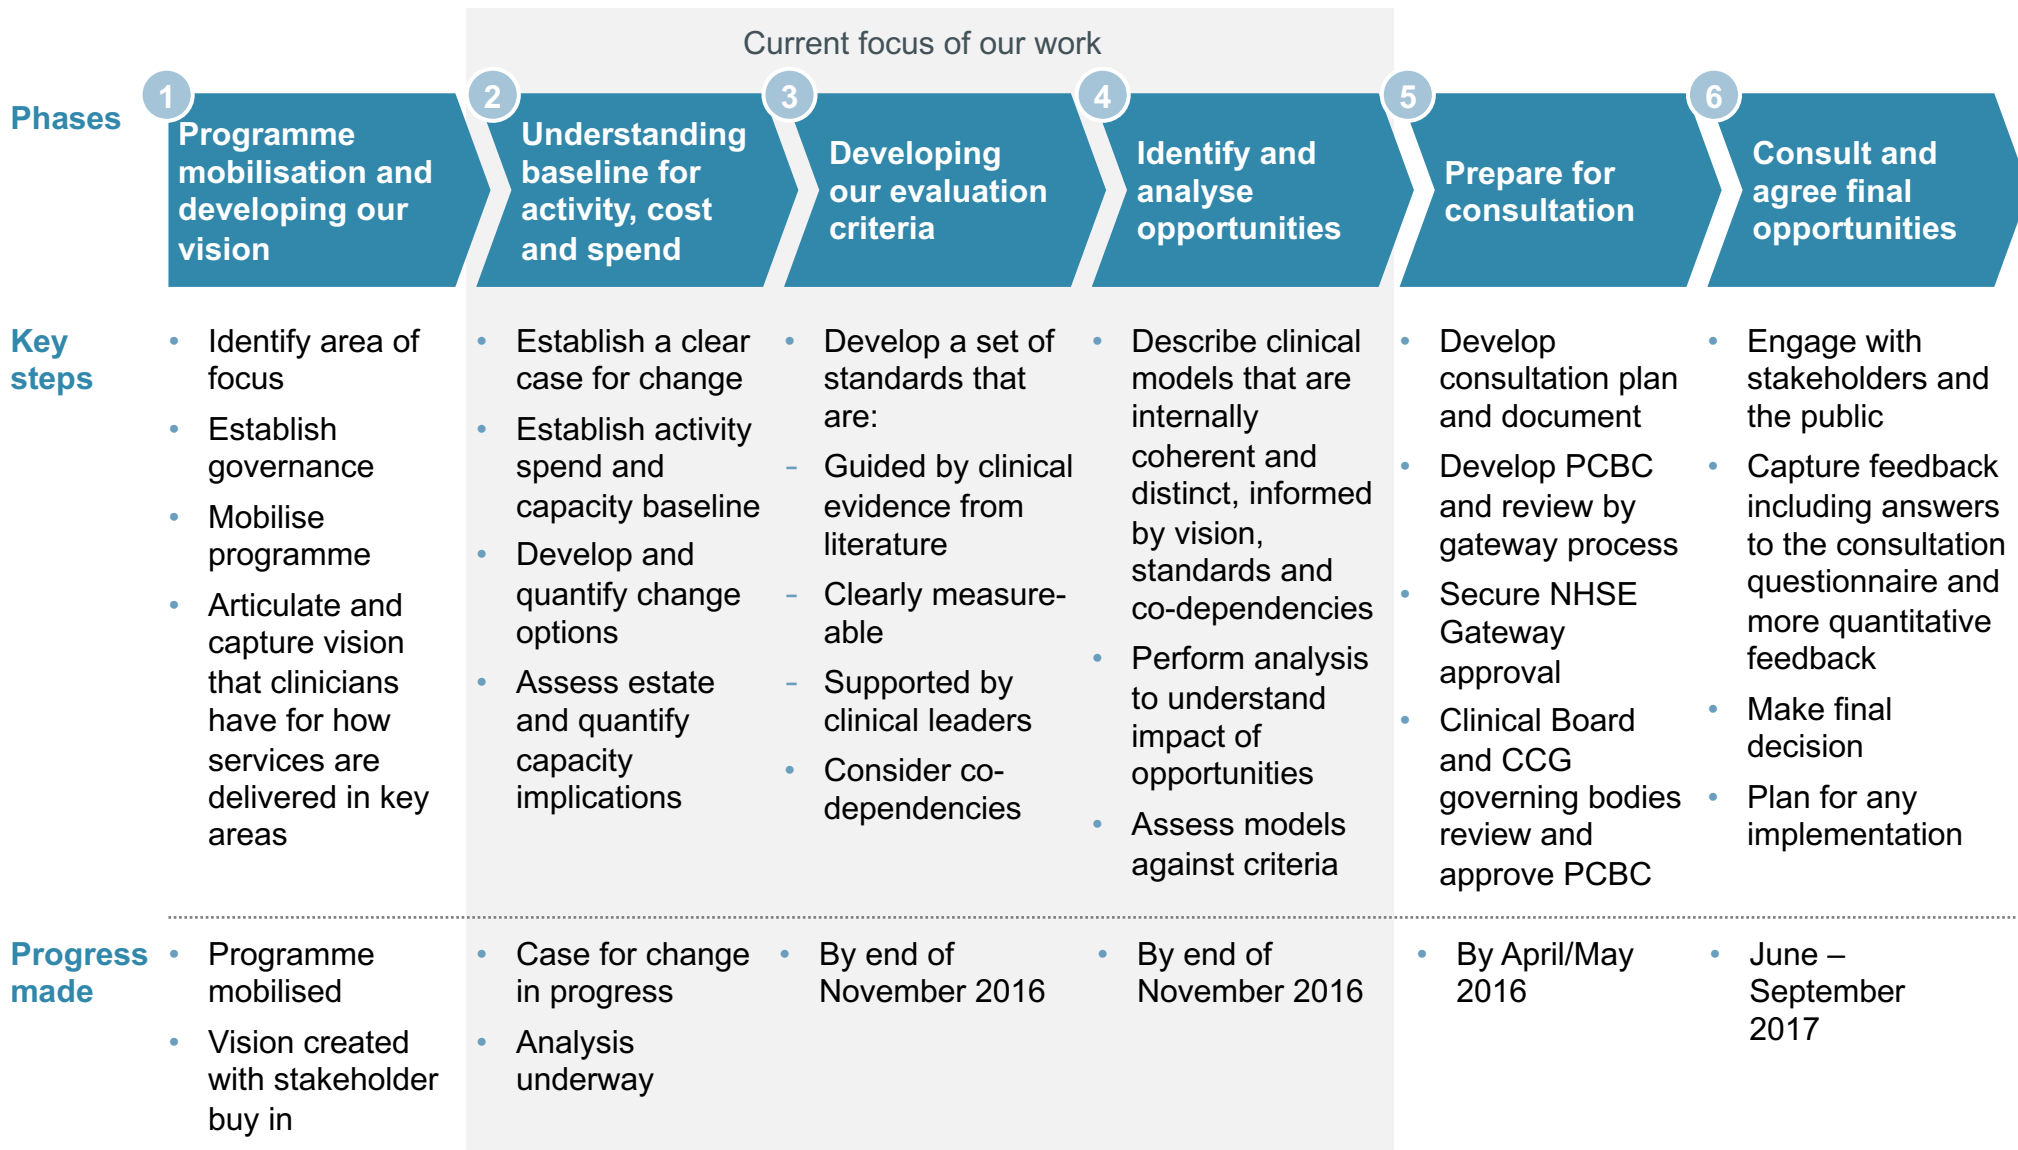 Current focus of our work
Phases
1
Programme
mobilisation and
developing our
vision
2
Understanding
baseline for
activity, cost
and spend
3
Developing
our evaluation
criteria
4
Identify and
analyse
opportunities
5
Prepare for
consultation
6
Consult and
agree final
opportunities
Key
steps
• Identify area of
focus
• Establish
governance
• Mobilise
programme
• Articulate and
capture vision
that clinicians
have for how
services are
delivered in key
areas
• Establish a clear
case for change
• Establish activity
spend and
capacity baseline
• Develop and
quantify change
options
• Assess estate
and quantify
capacity
implications
• Develop a set of
standards that
are:
- Guided by clinical
evidence from
literature
- Clearly measure-
able
- Supported by
clinical leaders
• Consider co-
dependencies
• Describe clinical
models that are
internally
coherent and
distinct, informed
by vision,
standards and
co-dependencies
• Perform analysis
to understand
impact of
opportunities
• Assess models
against criteria
• Develop
consultation plan
and document
• Develop PCBC
and review by
gateway process
• Secure NHSE
Gateway
approval
• Clinical Board
and CCG
governing bodies
review and
approve PCBC
• Engage with
stakeholders and
the public
• Capture feedback
including answers
to the consultation
questionnaire and
more quantitative
feedback
• Make final
decision
• Plan for any
implementation
Progress
made
• Programme
mobilised
• Vision created
with stakeholder
buy in
• Case for change
in progress
• Analysis
underway
• By end of
November 2016
• By end of
November 2016
• By April/May
2016
• June –
September
2017